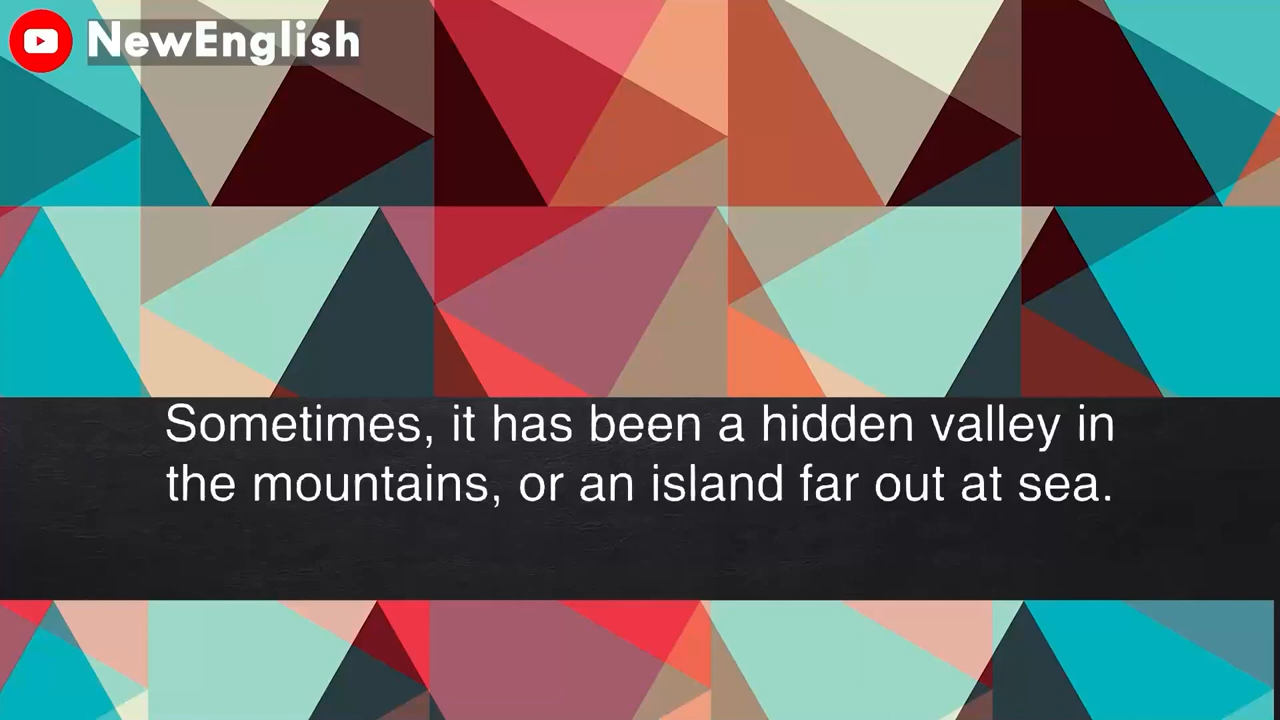 NewEnglish
Sometimes, it has been a hidden valley in
the mountains, or an island far out at sea.